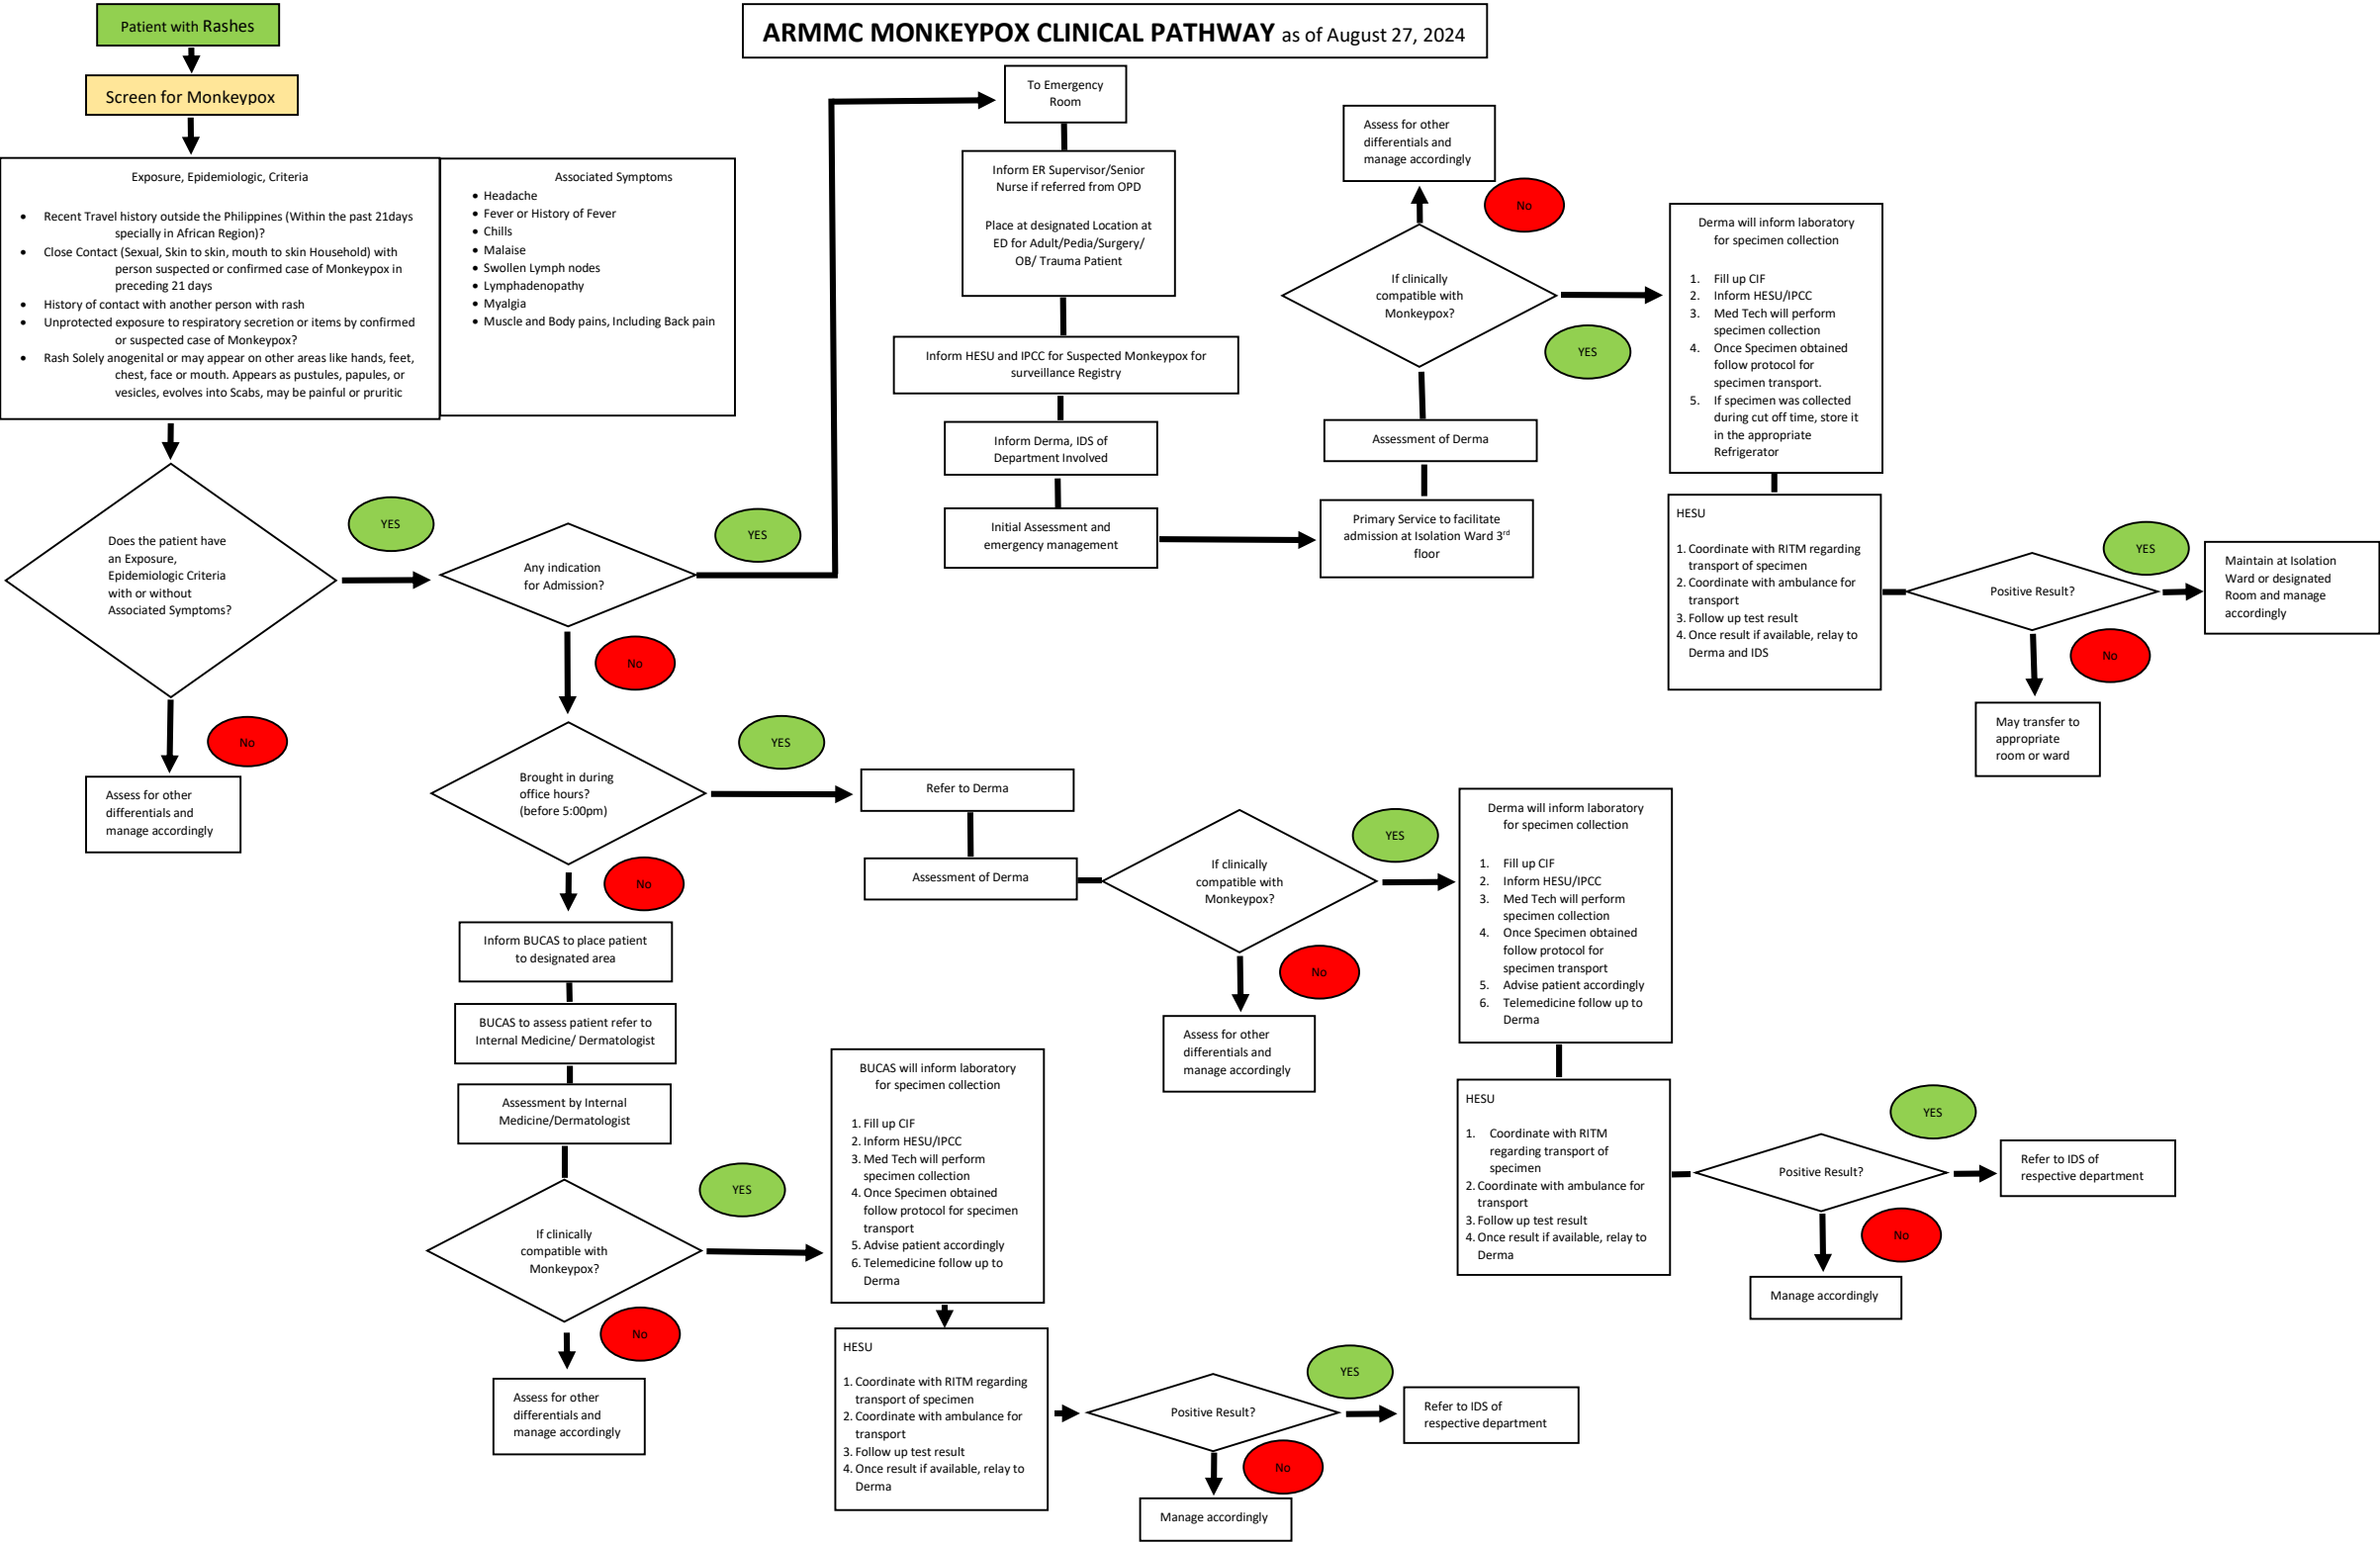 ARMMC MONKEYPOX CLINICAL PATHWAY as of August 27, 2024
Patient with Rashes
Screen for Monkeypox
Exposure, Epidemiologic, Criteria
• Recent Travel history outside the Philippines (Within the past 21days
specially in African Region)?
• Close Contact (Sexual, Skin to skin, mouth to skin Household) with
person suspected or confirmed case of Monkeypox in
preceding 21 days
• History of contact with another person with rash
• Unprotected exposure to respiratory secretion or items by confirmed
or suspected case of Monkeypox?
• Rash Solely anogenital or may appear on other areas like hands, feet,
chest, face or mouth. Appears as pustules, papules, or
vesicles, evolves into Scabs, may be painful or pruritic
Associated Symptoms
• Headache
• Fever or History of Fever
• Chills
• Malaise
• Swollen Lymph nodes
• Lymphadenopathy
• Myalgia
• Muscle and Body pains, Including Back pain
Does the patient have
an Exposure,
Epidemiologic Criteria
with or without
Associated Symptoms?
YES
No
Assess for other
differentials and
manage accordingly
Any indication
for Admission?
YES
No
To Emergency
Room
Inform ER Supervisor/Senior
Nurse if referred from OPD
Place at designated Location at
ED for Adult/Pedia/Surgery/
OB/ Trauma Patient
Inform HESU and IPCC for Suspected Monkeypox for
surveillance Registry
Inform Derma, IDS of
Department Involved
Initial Assessment and
emergency management
Primary Service to facilitate
admission at Isolation Ward 3rd
floor
Assessment of Derma
If clinically
compatible with
Monkeypox?
No
Assess for other
differentials and
manage accordingly
YES
Derma will inform laboratory
for specimen collection
1. Fill up CIF
2. Inform HESU/IPCC
3. Med Tech will perform
specimen collection
4. Once Specimen obtained
follow protocol for
specimen transport.
5. If specimen was collected
during cut off time, store it
in the appropriate
Refrigerator
HESU
1. Coordinate with RITM regarding
transport of specimen
2. Coordinate with ambulance for
transport
3. Follow up test result
4. Once result if available, relay to
Derma and IDS
Positive Result?
YES
Maintain at Isolation
Ward or designated
Room and manage
accordingly
No
May transfer to
appropriate
room or ward
Brought in during
office hours?
(before 5:00pm)
YES
No
Refer to Derma
Assessment of Derma
If clinically
compatible with
Monkeypox?
YES
No
Assess for other
differentials and
manage accordingly
Derma will inform laboratory
for specimen collection
1. Fill up CIF
2. Inform HESU/IPCC
3. Med Tech will perform
specimen collection
4. Once Specimen obtained
follow protocol for
specimen transport
5. Advise patient accordingly
6. Telemedicine follow up to
Derma
HESU
1. Coordinate with RITM
regarding transport of
specimen
2. Coordinate with ambulance for
transport
3. Follow up test result
4. Once result if available, relay to
Derma
Positive Result?
YES
Refer to IDS of
respective department
No
Manage accordingly
Inform BUCAS to place patient
to designated area
BUCAS to assess patient refer to
Internal Medicine/ Dermatologist
Assessment by Internal
Medicine/Dermatologist
If clinically
compatible with
Monkeypox?
YES
No
Assess for other
differentials and
manage accordingly
BUCAS will inform laboratory
for specimen collection
1. Fill up CIF
2. Inform HESU/IPCC
3. Med Tech will perform
specimen collection
4. Once Specimen obtained
follow protocol for specimen
transport
5. Advise patient accordingly
6. Telemedicine follow up to
Derma
HESU
1. Coordinate with RITM regarding
transport of specimen
2. Coordinate with ambulance for
transport
3. Follow up test result
4. Once result if available, relay to
Derma
Positive Result?
YES
Refer to IDS of
respective department
No
Manage accordingly